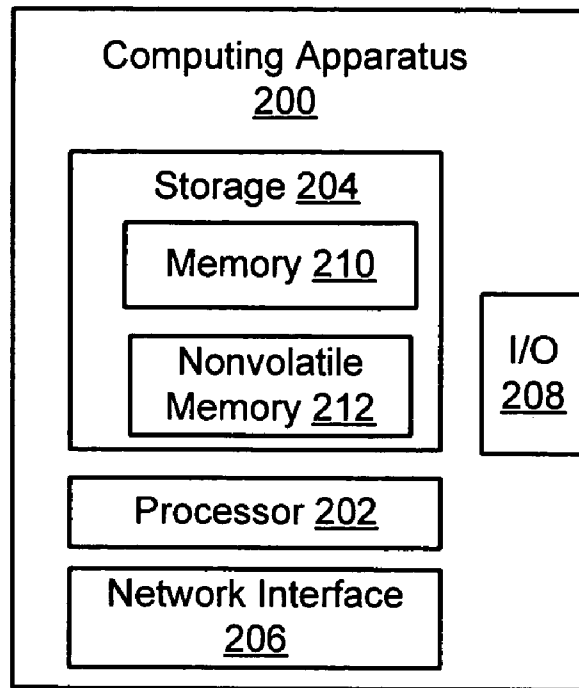 Computing Apparatus
200
Storage 204
Memory 210
Nonvolatile
Memory 212
I/O
208
Processor 202
Network Interface
206